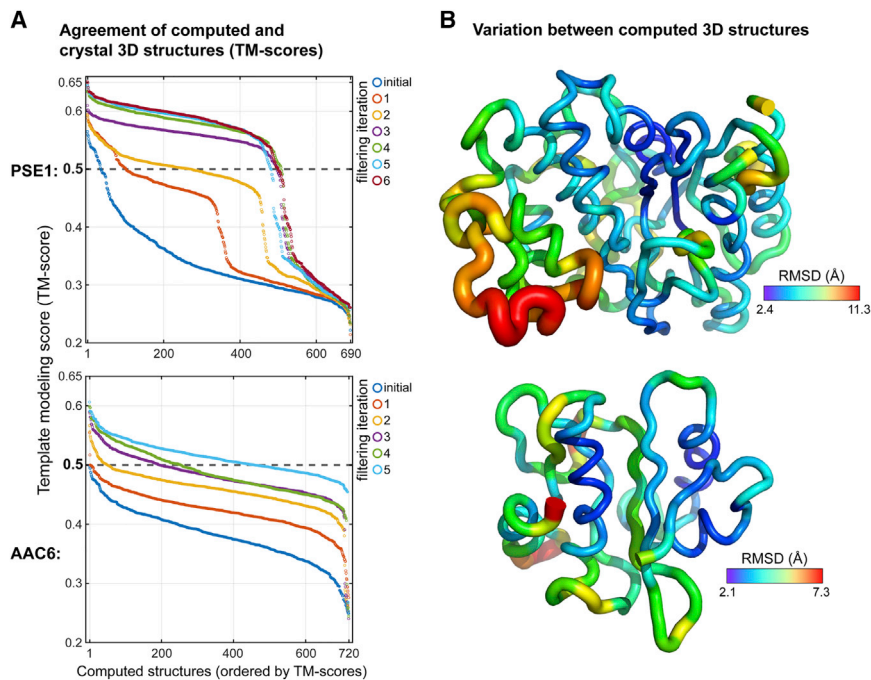 A
Agreement of computed and
crystal 3D structures (TM-scores)
B
Variation between computed 3D structures
PSE1:
AAC6:
Template modeling score (TM-score)
0.65
0.6
0.5
0.4
0.3
0.2
1 200 400 600 690
filtering iteration
initial
1
2
3
4
5
6
0.65
0.6
0.5
0.4
0.3
0.2
1 200 400 600 720
Computed structures (ordered by TM-scores)
filtering iteration
initial
1
2
3
4
5
RMSD (Å)
2.4 11.3
RMSD (Å)
2.1 7.3